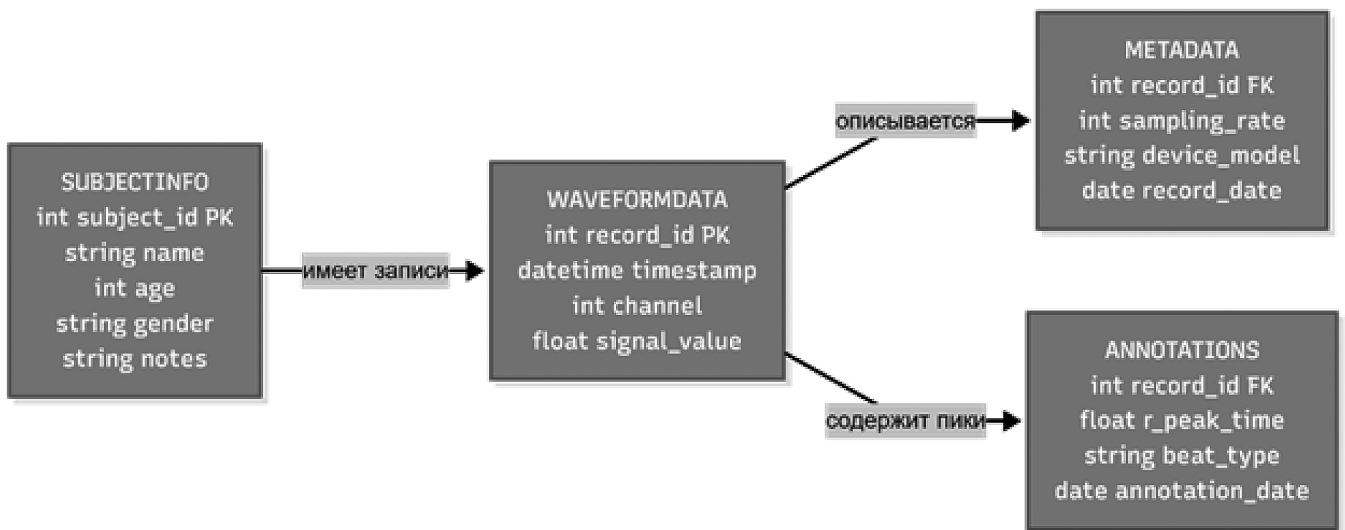 SUBJECTINFO
int subject_id PK
string name
int age
string gender
string notes
имеет записи
WAVEFORMDATA
int record_id PK
datetime timestamp
int channel
float signal_value
описывается
METADATA
int record_id FK
int sampling_rate
string device_model
date record_date
содержит пики
ANNOTATIONS
int record_id FK
float r_peak_time
string beat_type
date annotation_date